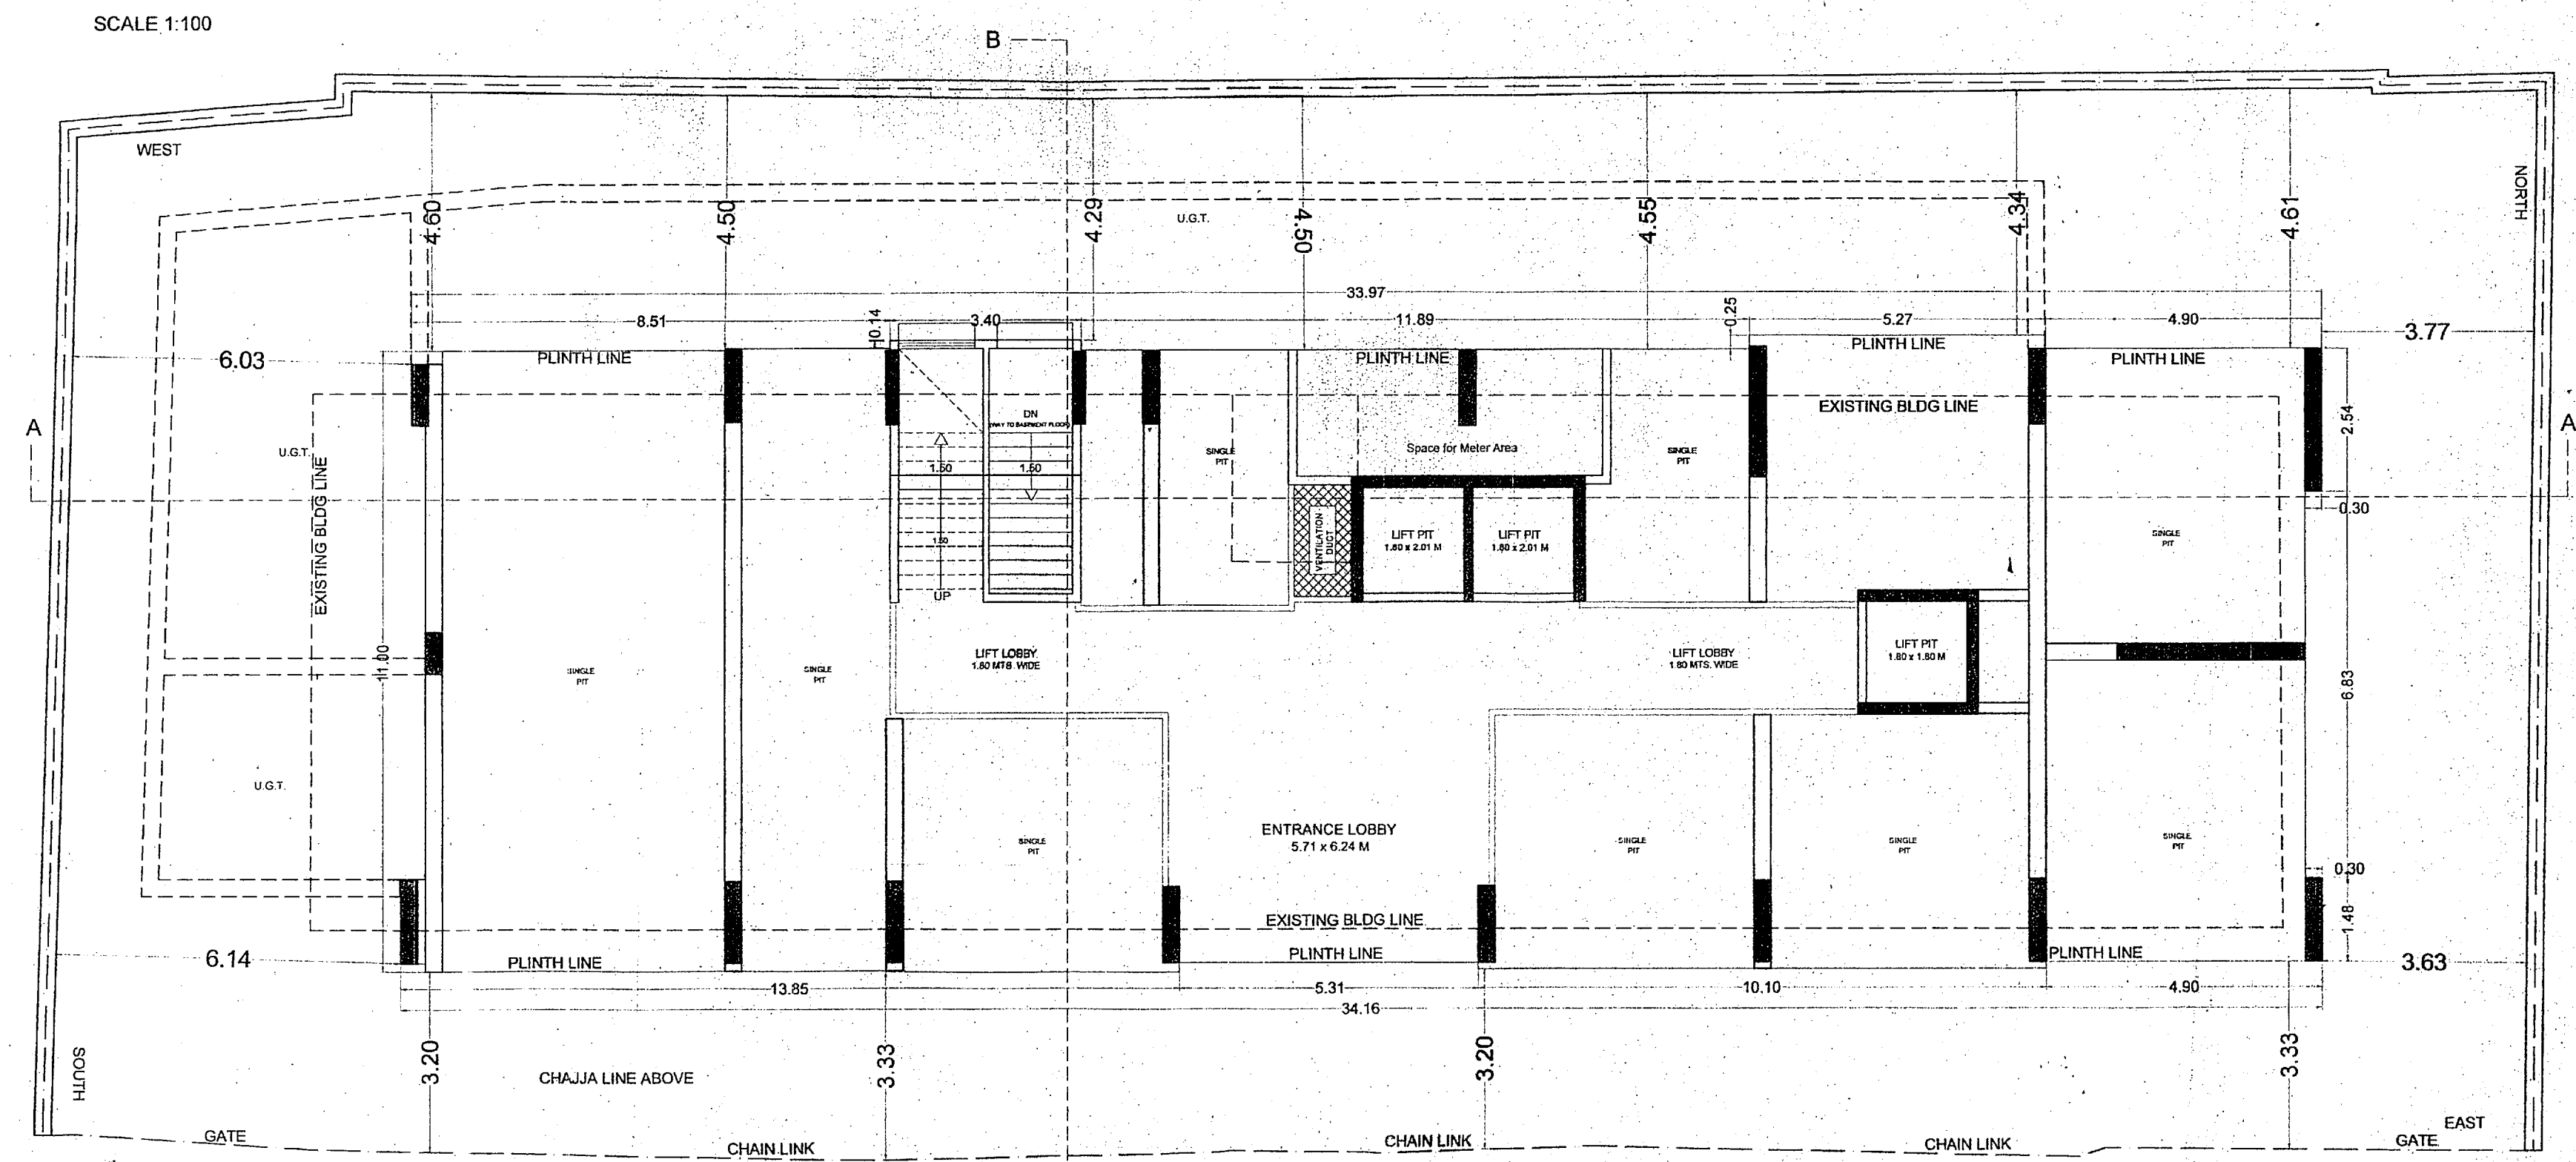 SCALE 1:100
B
WEST
NORTH
4.60
4.50
4.29
U.G.T.
4.50
4.55
4.34
4.61
33.97
8.51
0.14
3.40
11.89
0.25
5.27
4.90
6.03
3.77
PLINTH LINE
PLINTH LINE
PLINTH LINE
PLINTH LINE
EXISTING BLDG LINE
A
A
DN
(WAY TO BASEMENT FLOOR)
2.54
U.G.T.
EXISTING BLDG LINE
1.50
1.50
SINGLE
PIT
Space for Meter Area
SINGLE
PIT
0.30
1.50
VENTILATION
DUCT
LIFT PIT
1.80 x 2.01 M
LIFT PIT
1.80 x 2.01 M
SINGLE
PIT
UP
11.00
SINGLE
PIT
SINGLE
PIT
LIFT LOBBY
1.80 MTS. WIDE
LIFT LOBBY
1.80 MTS. WIDE
LIFT PIT
1.80 x 1.80 M
6.83
U.G.T.
SINGLE
PIT
ENTRANCE LOBBY
5.71 x 6.24 M
SINGLE
PIT
SINGLE
PIT
SINGLE
PIT
0.30
EXISTING BLDG LINE
1.48
6.14
PLINTH LINE
PLINTH LINE
PLINTH LINE
3.63
13.85
5.31
10.10
4.90
34.16
SOUTH
3.20
CHAJJA LINE ABOVE
3.33
3.20
3.33
GATE
CHAIN LINK
CHAIN LINK
CHAIN LINK
EAST
GATE